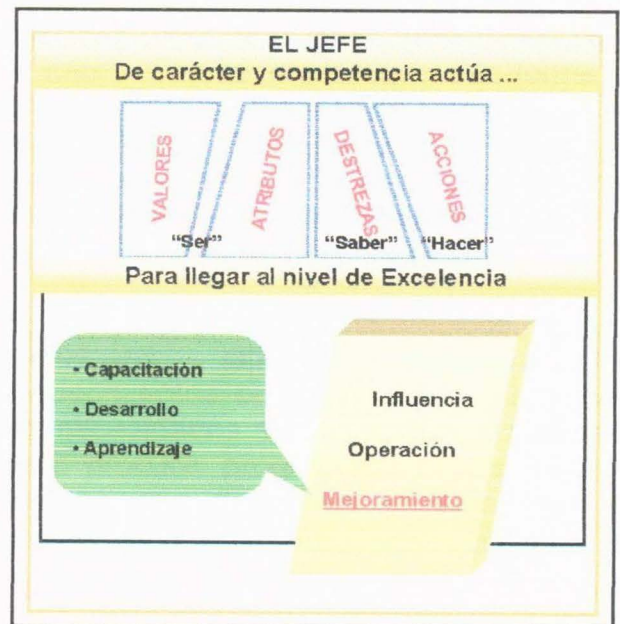 EL JEFE
De carácter y competencia actúa ...
VALORES
ATRIBUTOS
DESTREZAS
ACCIONES
“Ser”
“Saber”
“Hacer”
Para llegar al nivel de Excelencia
• Capacitación
• Desarrollo
• Aprendizaje
Influencia
Operación
Mejoramiento